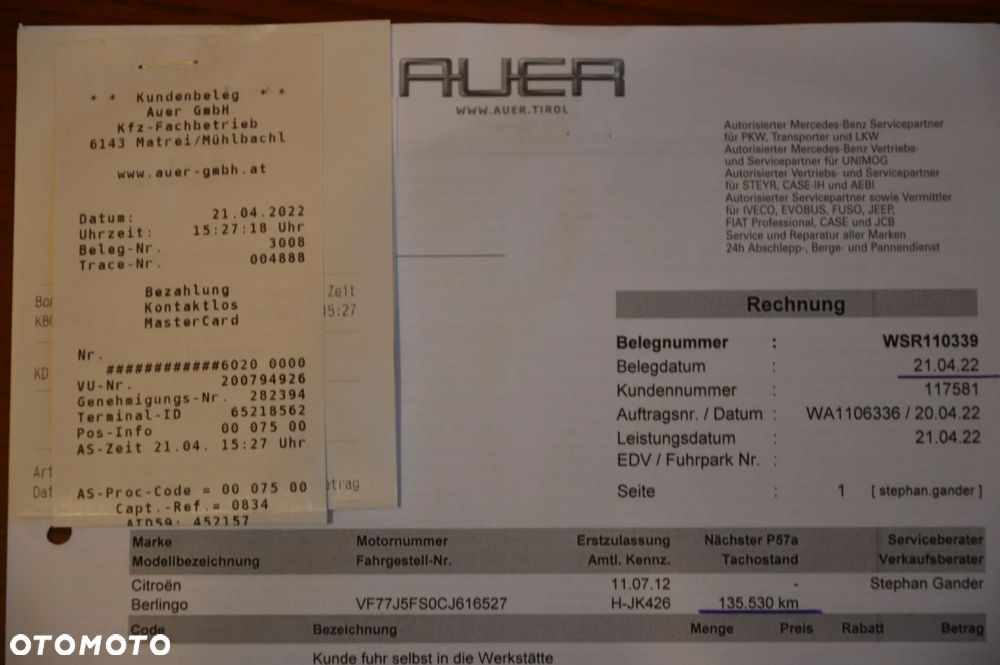 * * Kundenbeleg * *
Auer GmbH
Kfz-Fachbetrieb
6143 Matrei/Mühlbachl
www.auer-gmbh.at
Datum: 21.04.2022
Uhrzeit: 15:27:18 Uhr
Beleg-Nr. 3008
Trace-Nr. 004888
Bezahlung
Kontaktlos
MasterCard
Nr.
############6020 0000
VU-Nr. 200794926
Genehmigungs-Nr. 282394
Terminal-ID 65218562
Pos-Info 00 075 00
AS-Zeit 21.04. 15:27 Uhr
AS-Proc-Code = 00 075 00
Capt.-Ref.= 0834
AID59: 452157
Zeit
15:27
KD
Art
Dat
etrag
AUER
WWW.AUER.TIROL
Autorisierter Mercedes-Benz Servicepartner
für PKW, Transporter und LKW
Autorisierter Mercedes-Benz Vertriebs-
und Servicepartner für UNIMOG
Autorisierter Vertriebs- und Servicepartner
für STEYR, CASE-IH und AEBI
Autorisierter Servicepartner sowie Vermittler
für IVECO, EVOBUS, FUSO, JEEP,
FIAT Professional, CASE und JCB
Service und Reparatur aller Marken
24h Abschlepp-, Berge- und Pannendienst
Rechnung
Belegnummer : WSR110339
Belegdatum : 21.04.22
Kundennummer : 117581
Auftragsnr. / Datum : WA1106336 / 20.04.22
Leistungsdatum : 21.04.22
EDV / Fuhrpark Nr. :
Seite : 1 [ stephan.gander ]
Marke Motornummer Erstzulassung Nächster P57a Serviceberater
Modellbezeichnung Fahrgestell-Nr. Amtl. Kennz. Tachostand Verkaufsberater
Citroën 11.07.12 - Stephan Gander
Berlingo VF77J5FS0CJ616527 H-JK426 135.530 km
Code Bezeichnung Menge Preis Rabatt Betrag
Kunde fuhr selbst in die Werkstätte
OTOMOTO